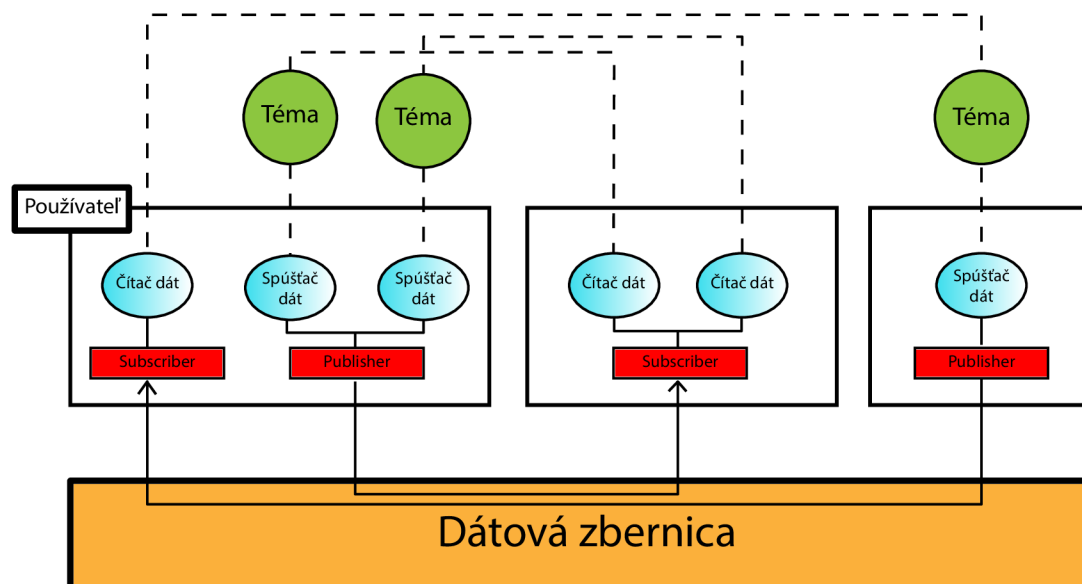 Téma
Téma
Téma
Používateľ
Čítač dát
Spúšťač
dát
Spúšťač
dát
Čítač dát
Čítač dát
Spúšťač
dát
Subscriber
Publisher
Subscriber
Publisher
Dátová zbernica